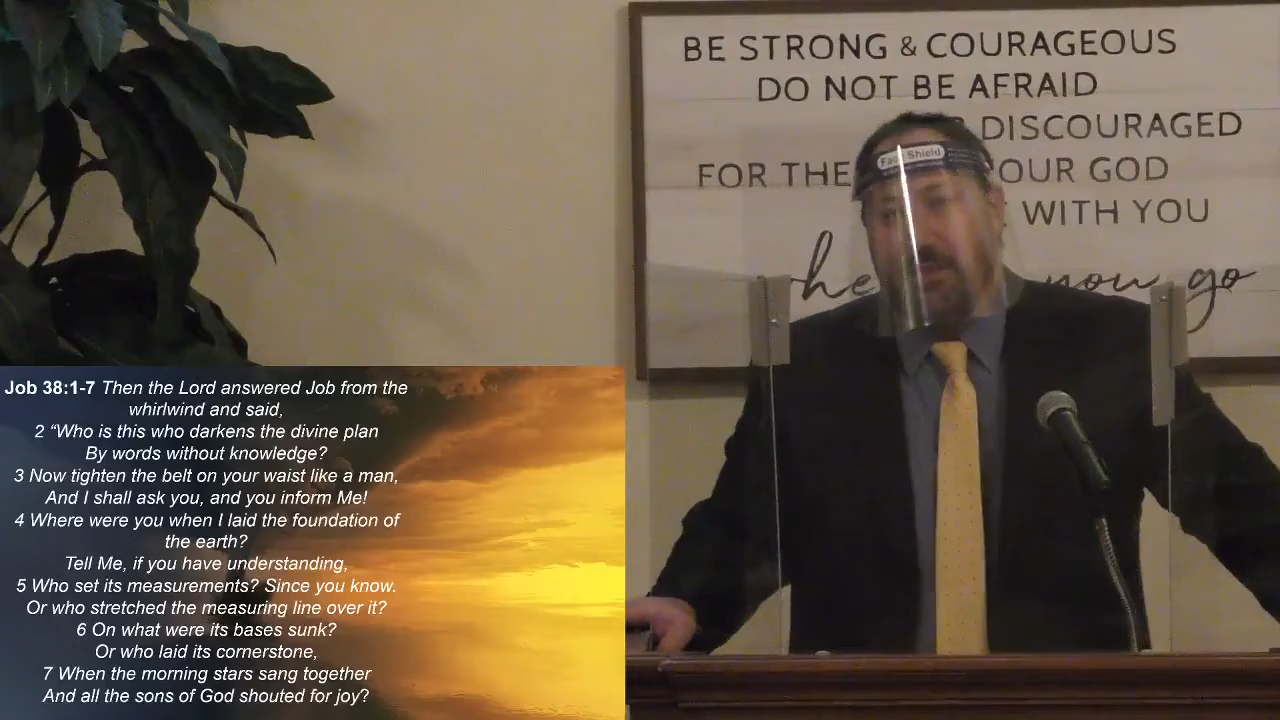 BE STRONG & COURAGEOUS
DO NOT BE AFRAID
DISCOURAGED
FOR THE OUR GOD
WITH YOU
he you go
Face Shield
Job 38:1-7 Then the Lord answered Job from the
whirlwind and said,
2 “Who is this who darkens the divine plan
By words without knowledge?
3 Now tighten the belt on your waist like a man,
And I shall ask you, and you inform Me!
4 Where were you when I laid the foundation of
the earth?
Tell Me, if you have understanding,
5 Who set its measurements? Since you know.
Or who stretched the measuring line over it?
6 On what were its bases sunk?
Or who laid its cornerstone,
7 When the morning stars sang together
And all the sons of God shouted for joy?